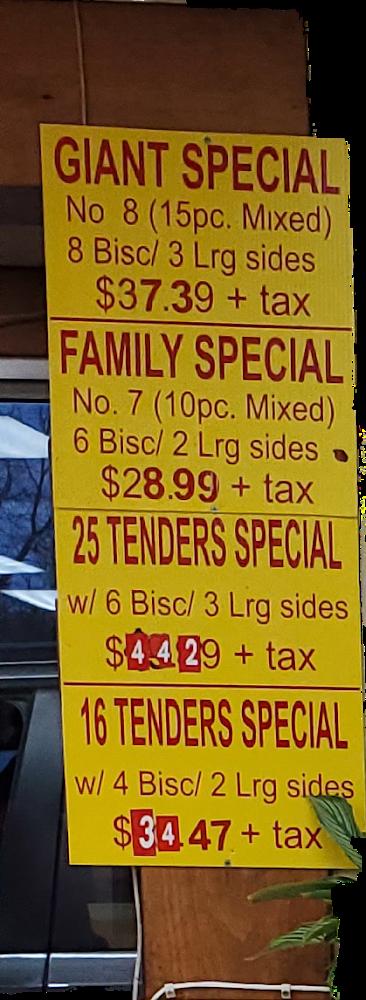 GIANT SPECIAL
No 8 (15pc. Mixed)
8 Bisc/ 3 Lrg sides
$37.39 + tax
FAMILY SPECIAL
No. 7 (10pc. Mixed)
6 Bisc/ 2 Lrg sides
$28.99 + tax
25 TENDERS SPECIAL
w/ 6 Bisc/ 3 Lrg sides
$44.29 + tax
16 TENDERS SPECIAL
w/ 4 Bisc/ 2 Lrg sides
$34.47 + tax